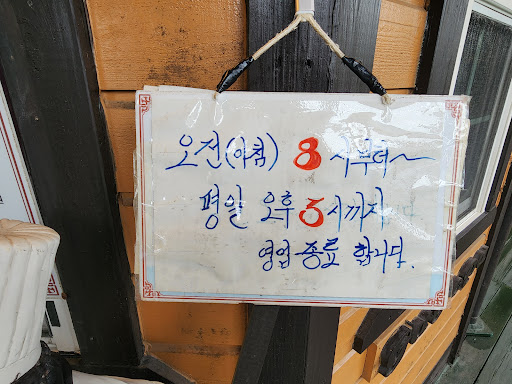 오전(아침) 8 시부터~
평일 오후 5시까지
영업 종료 합니다.